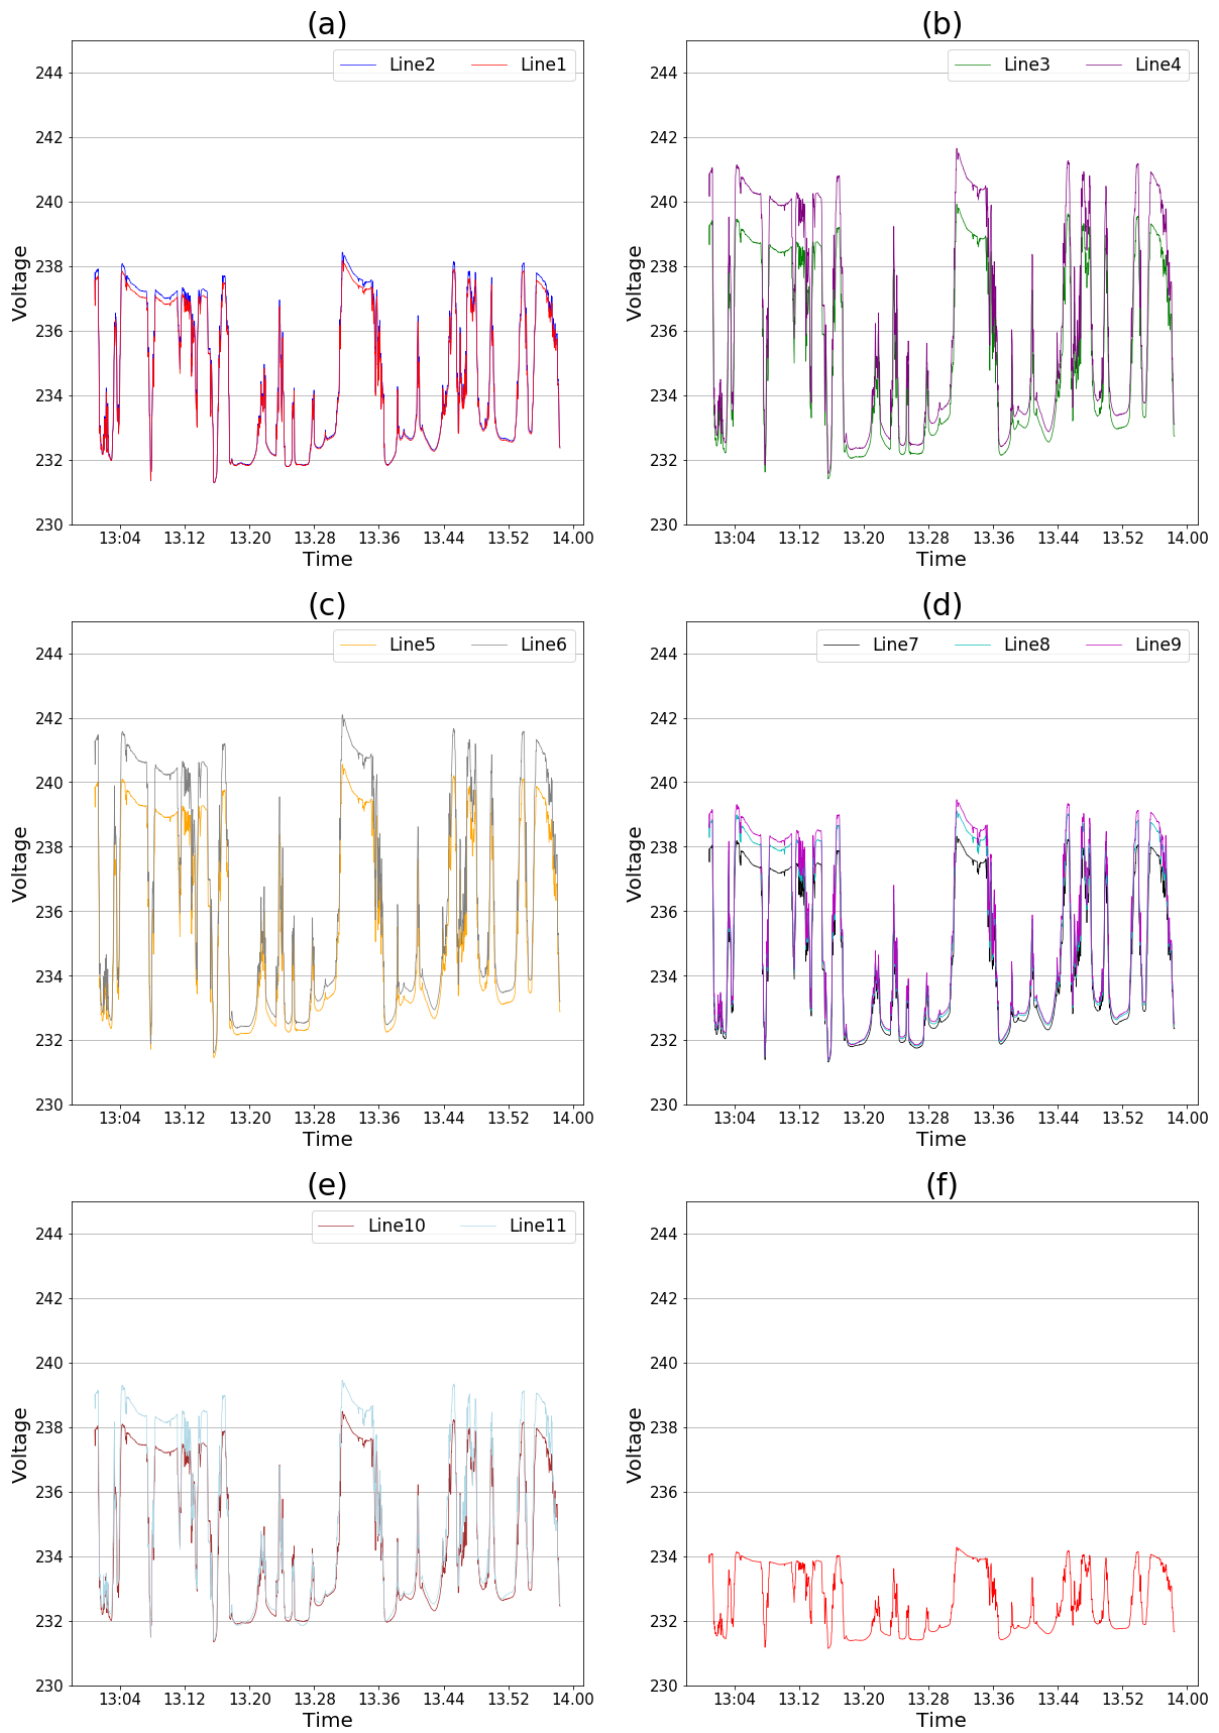 (a)
Line2 Line1
244
242
240
238
236
234
232
230
Voltage
13:04 13.12 13.20 13.28 13.36 13.44 13.52 14.00
Time
(b)
Line3 Line4
244
242
240
238
236
234
232
230
Voltage
13:04 13.12 13.20 13.28 13.36 13.44 13.52 14.00
Time
(c)
Line5 Line6
244
242
240
238
236
234
232
230
Voltage
13:04 13.12 13.20 13.28 13.36 13.44 13.52 14.00
Time
(d)
Line7 Line8 Line9
244
242
240
238
236
234
232
230
Voltage
13:04 13.12 13.20 13.28 13.36 13.44 13.52 14.00
Time
(e)
Line10 Line11
244
242
240
238
236
234
232
230
Voltage
13:04 13.12 13.20 13.28 13.36 13.44 13.52 14.00
Time
(f)
244
242
240
238
236
234
232
230
Voltage
13:04 13.12 13.20 13.28 13.36 13.44 13.52 14.00
Time